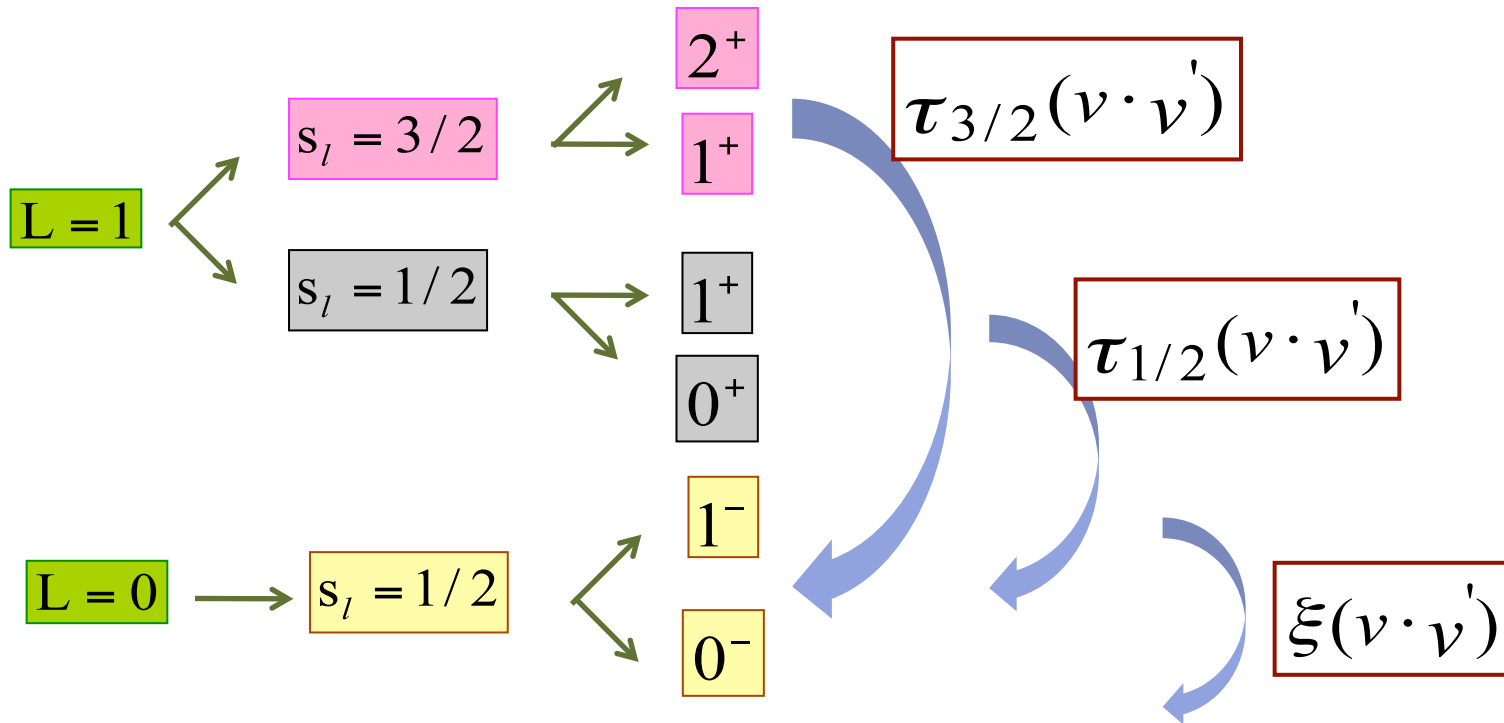 2⁺
τ₃/₂(v · v')
s_l = 3/2
1⁺
L = 1
s_l = 1/2
1⁺
τ₁/₂(v · v')
0⁺
1⁻
L = 0
s_l = 1/2
ξ(v · v')
0⁻